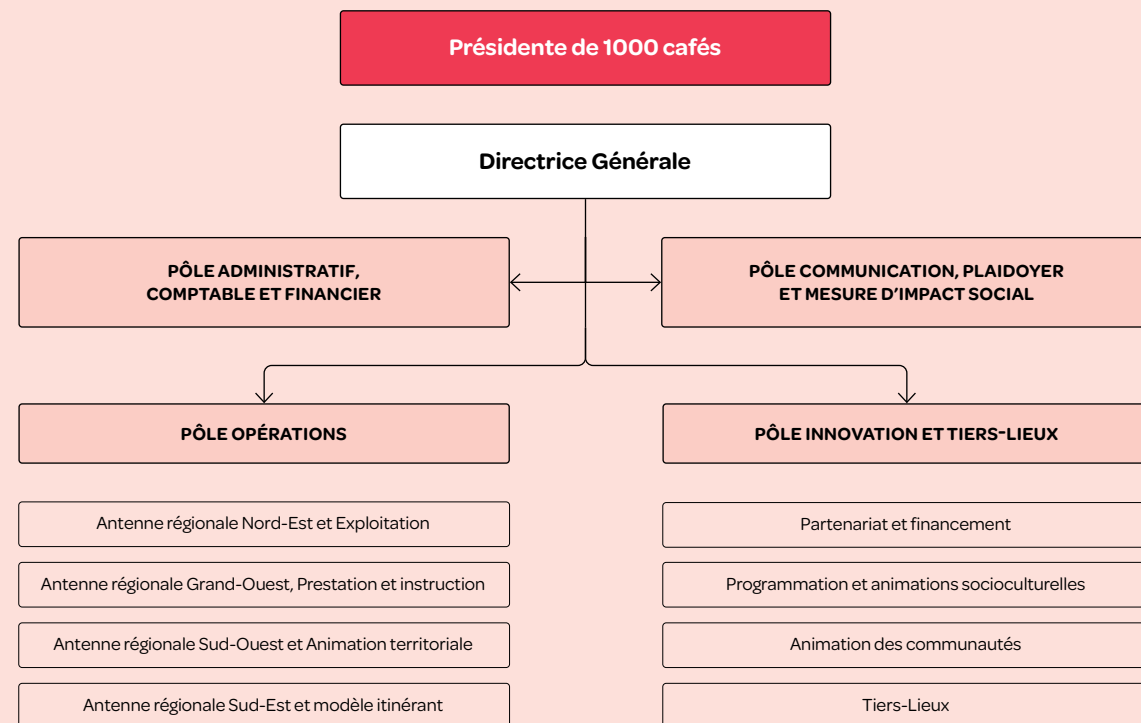 Présidente de 1000 cafés
Directrice Générale
PÔLE ADMINISTRATIF,
COMPTABLE ET FINANCIER
PÔLE COMMUNICATION, PLAIDOYER
ET MESURE D'IMPACT SOCIAL
PÔLE OPÉRATIONS
Antenne régionale Nord-Est et Exploitation
Antenne régionale Grand-Ouest, Prestation et instruction
Antenne régionale Sud-Ouest et Animation territoriale
Antenne régionale Sud-Est et modèle itinérant
PÔLE INNOVATION ET TIERS-LIEUX
Partenariat et financement
Programmation et animations socioculturelles
Animation des communautés
Tiers-Lieux